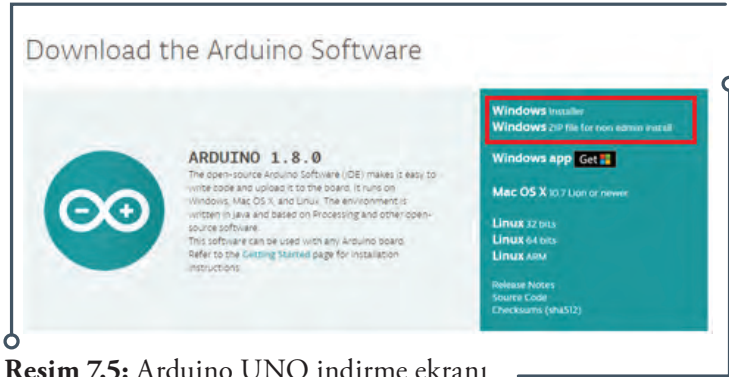 Download the Arduino Software
ARDUINO 1.8.0
The open-source Arduino Software (IDE) makes it easy to
write code and upload it to the board. It runs on
Windows, Mac OS X, and Linux. The environment is
written in Java and based on Processing and other open-
source software.
This software can be used with any Arduino board.
Refer to the Getting Started page for installation
instructions.
Windows Installer
Windows ZIP file for non admin install
Windows app Get
Mac OS X 10.7 Lion or newer
Linux 32 bits
Linux 64 bits
Linux ARM
Release Notes
Source Code
Checksums (sha512)
Resim 7.5: Arduino UNO indirme ekranı